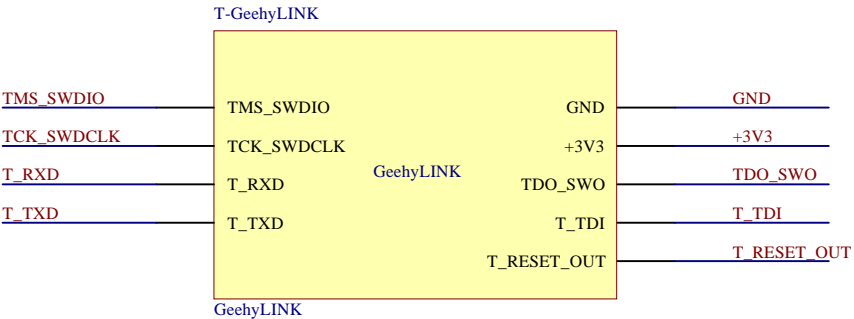 T-GeehyLINK
TMS_SWDIO TMS_SWDIO GND GND
TCK_SWDCLK TCK_SWDCLK +3V3 +3V3
GeehyLINK
T_RXD T_RXD TDO_SWO TDO_SWO
T_TXD T_TXD T_TDI T_TDI
T_RESET_OUT T_RESET_OUT
GeehyLINK